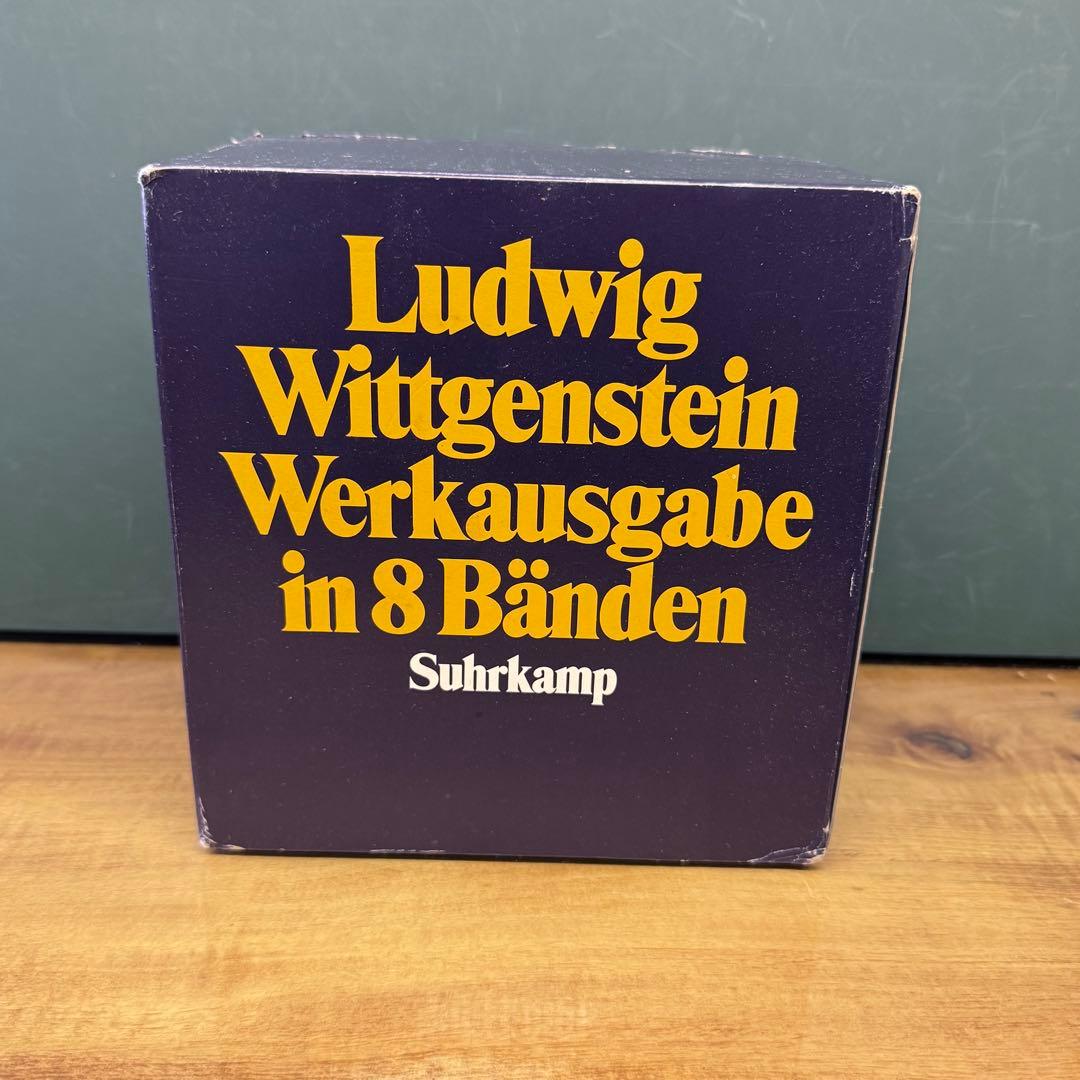 Ludwig
Wittgenstein
Werkausgabe
in 8 Bänden
Suhrkamp